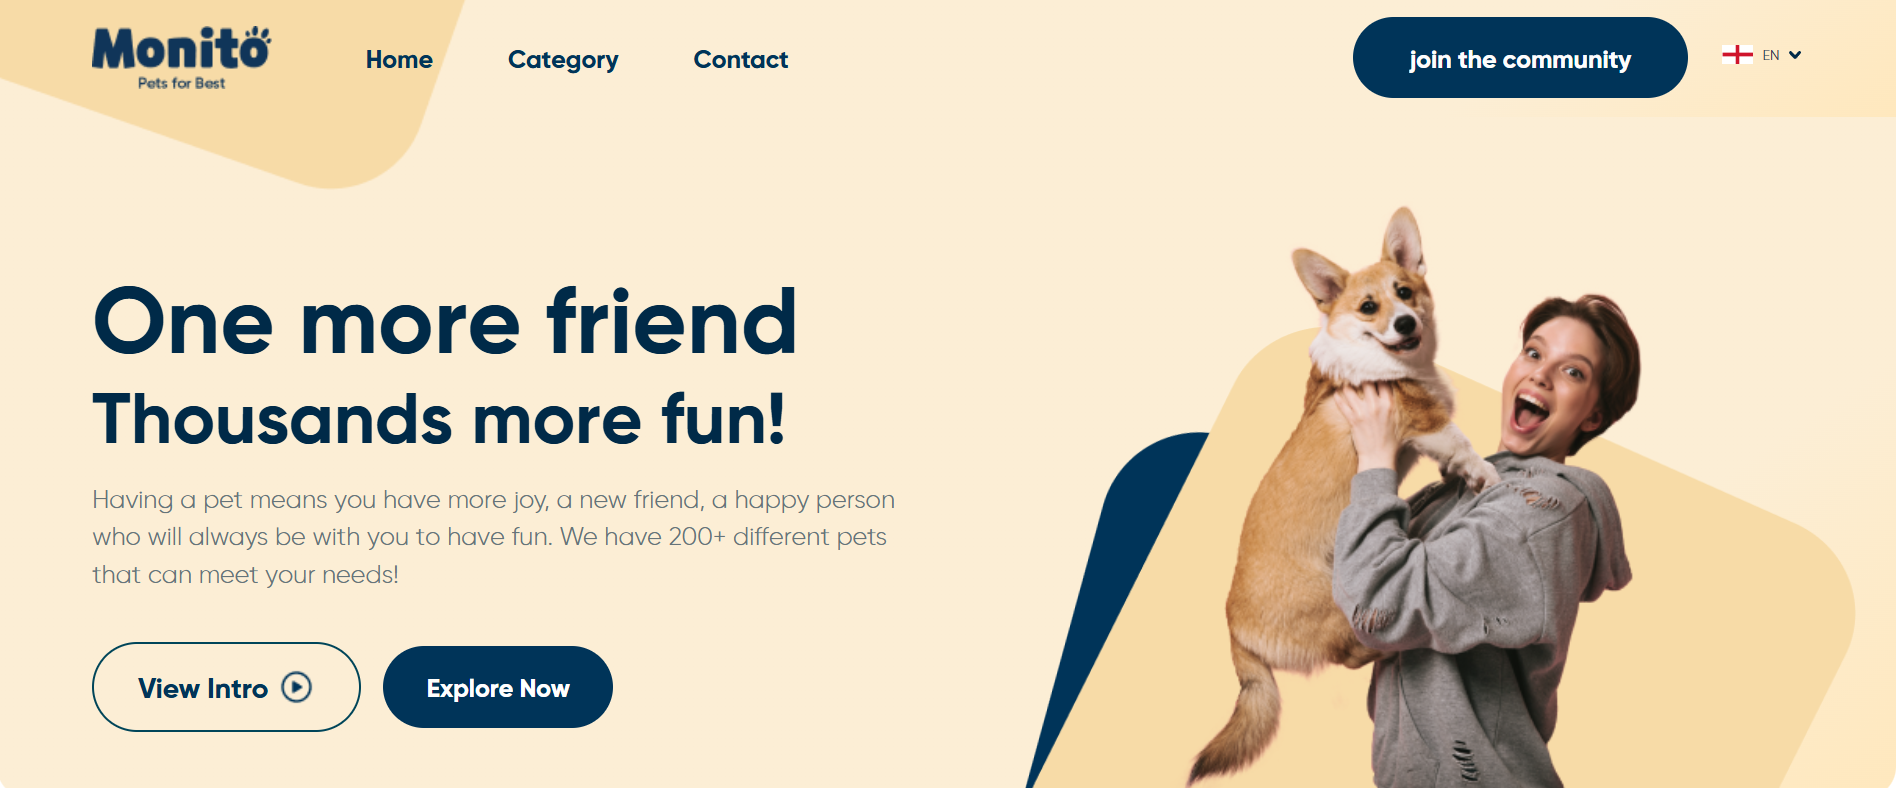 Monito
Pets for Best
Home
Category
Contact
join the community
EN
One more friend
Thousands more fun!
Having a pet means you have more joy, a new friend, a happy person
who will always be with you to have fun. We have 200+ different pets
that can meet your needs!
View Intro
Explore Now